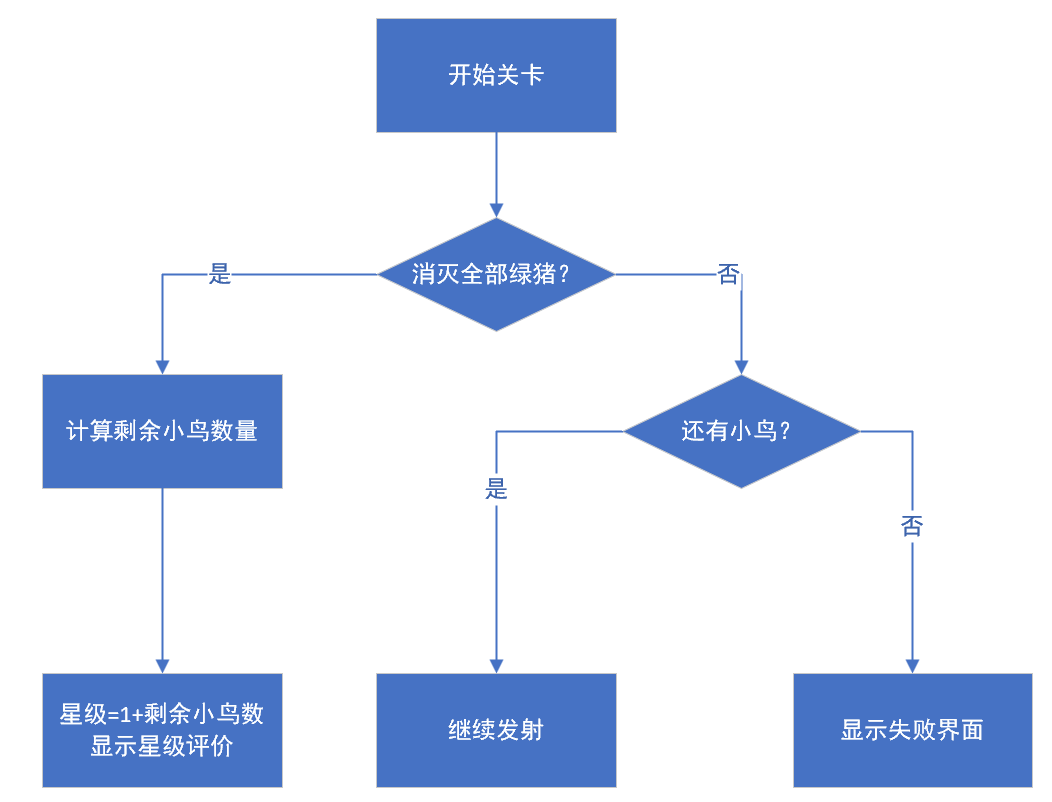 开始关卡
消灭全部绿猪?
是
否
计算剩余小鸟数量
还有小鸟?
是
否
星级=1+剩余小鸟数
显示星级评价
继续发射
显示失败界面